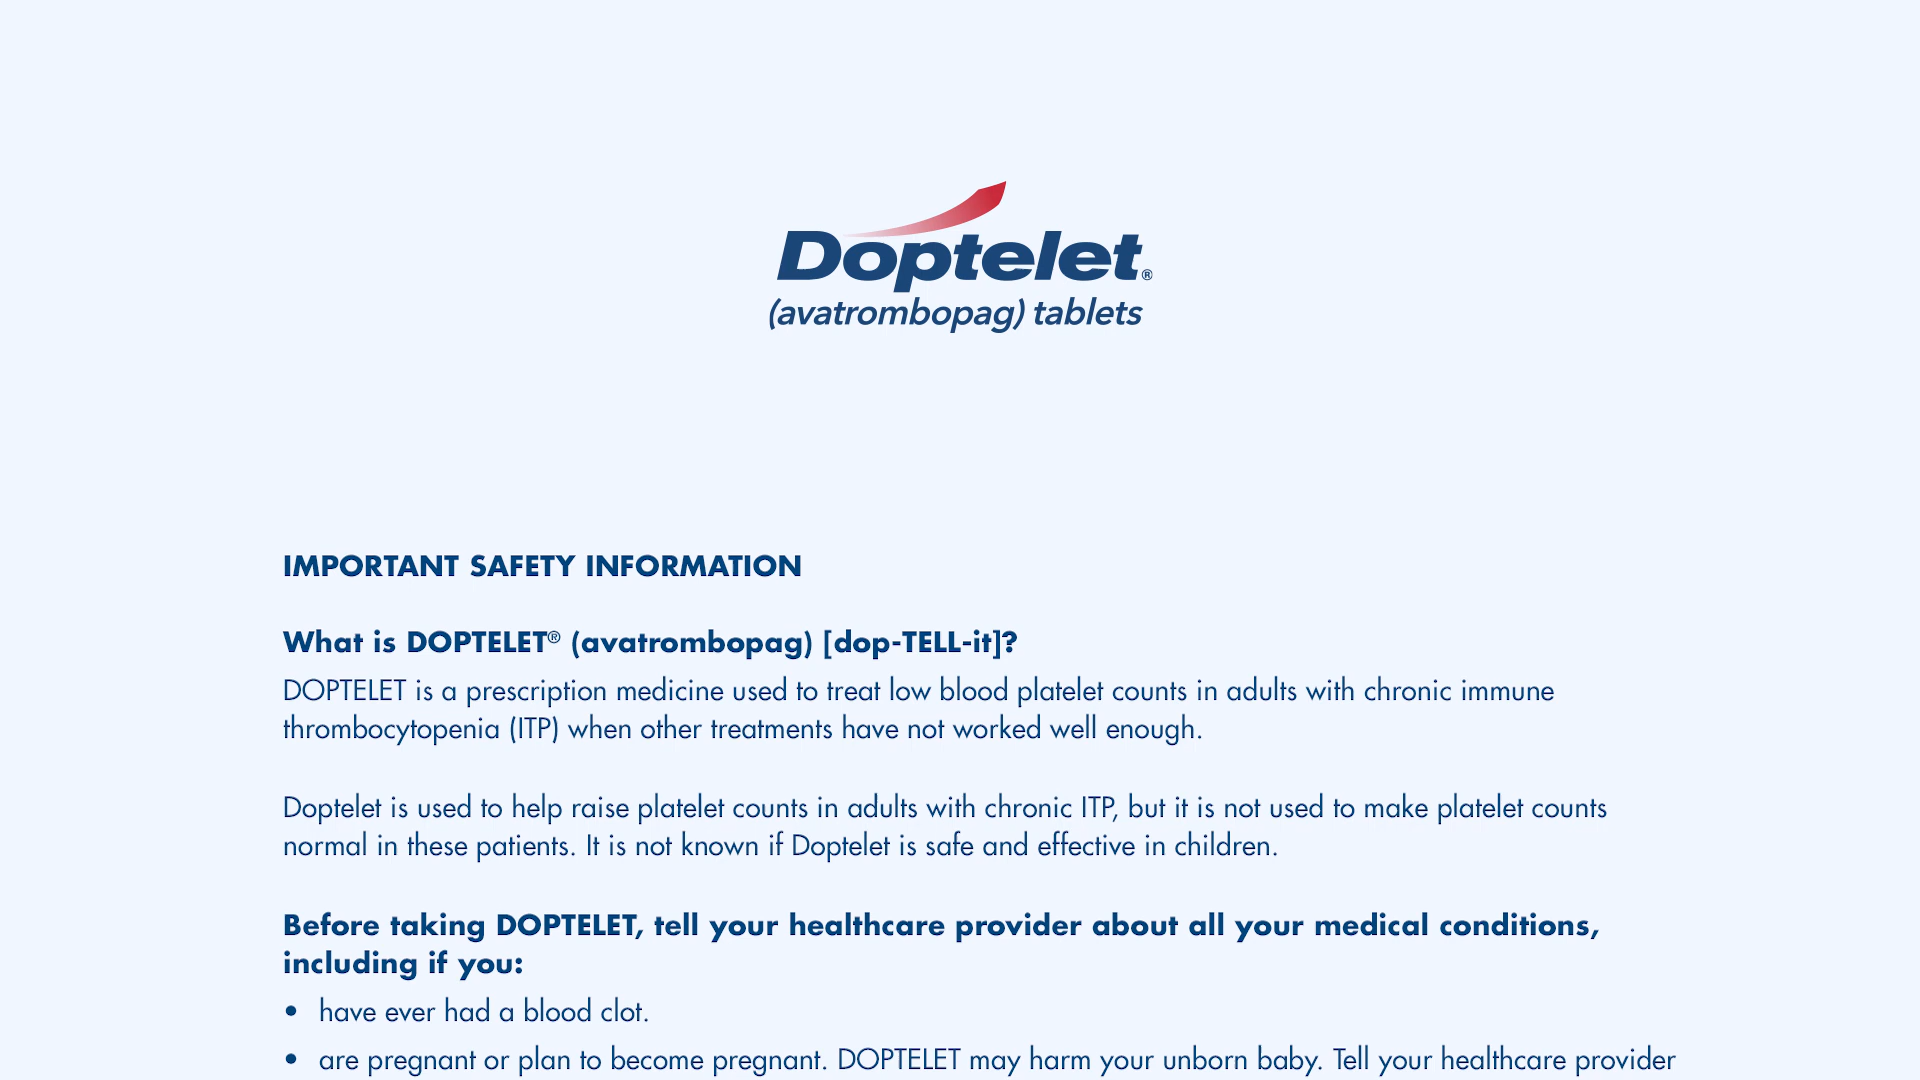 Doptelet®
(avatrombopag) tablets
IMPORTANT SAFETY INFORMATION
What is DOPTELET® (avatrombopag) [dop-TELL-it]?
DOPTELET is a prescription medicine used to treat low blood platelet counts in adults with chronic immune
thrombocytopenia (ITP) when other treatments have not worked well enough.
Doptelet is used to help raise platelet counts in adults with chronic ITP, but it is not used to make platelet counts
normal in these patients. It is not known if Doptelet is safe and effective in children.
Before taking DOPTELET, tell your healthcare provider about all your medical conditions,
including if you:
• have ever had a blood clot.
• are pregnant or plan to become pregnant. DOPTELET may harm your unborn baby. Tell your healthcare provider